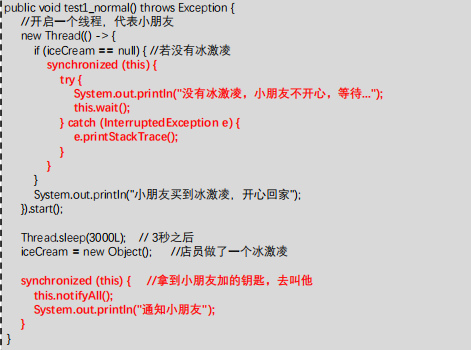 public void test1_normal() throws Exception {
//开启一个线程，代表小朋友
new Thread(() -> {
if (iceCream == null) { //若没有冰激凌
synchronized (this) {
try {
System.out.println("没有冰激凌，小朋友不开心，等待...");
this.wait();
} catch (InterruptedException e) {
e.printStackTrace();
}
}
}
System.out.println("小朋友买到冰激凌，开心回家");
}).start();
Thread.sleep(3000L); // 3秒之后
iceCream = new Object(); //店员做了一个冰激凌
synchronized (this) { //拿到小朋友加的钥匙，去叫他
this.notifyAll();
System.out.println("通知小朋友");
}
}